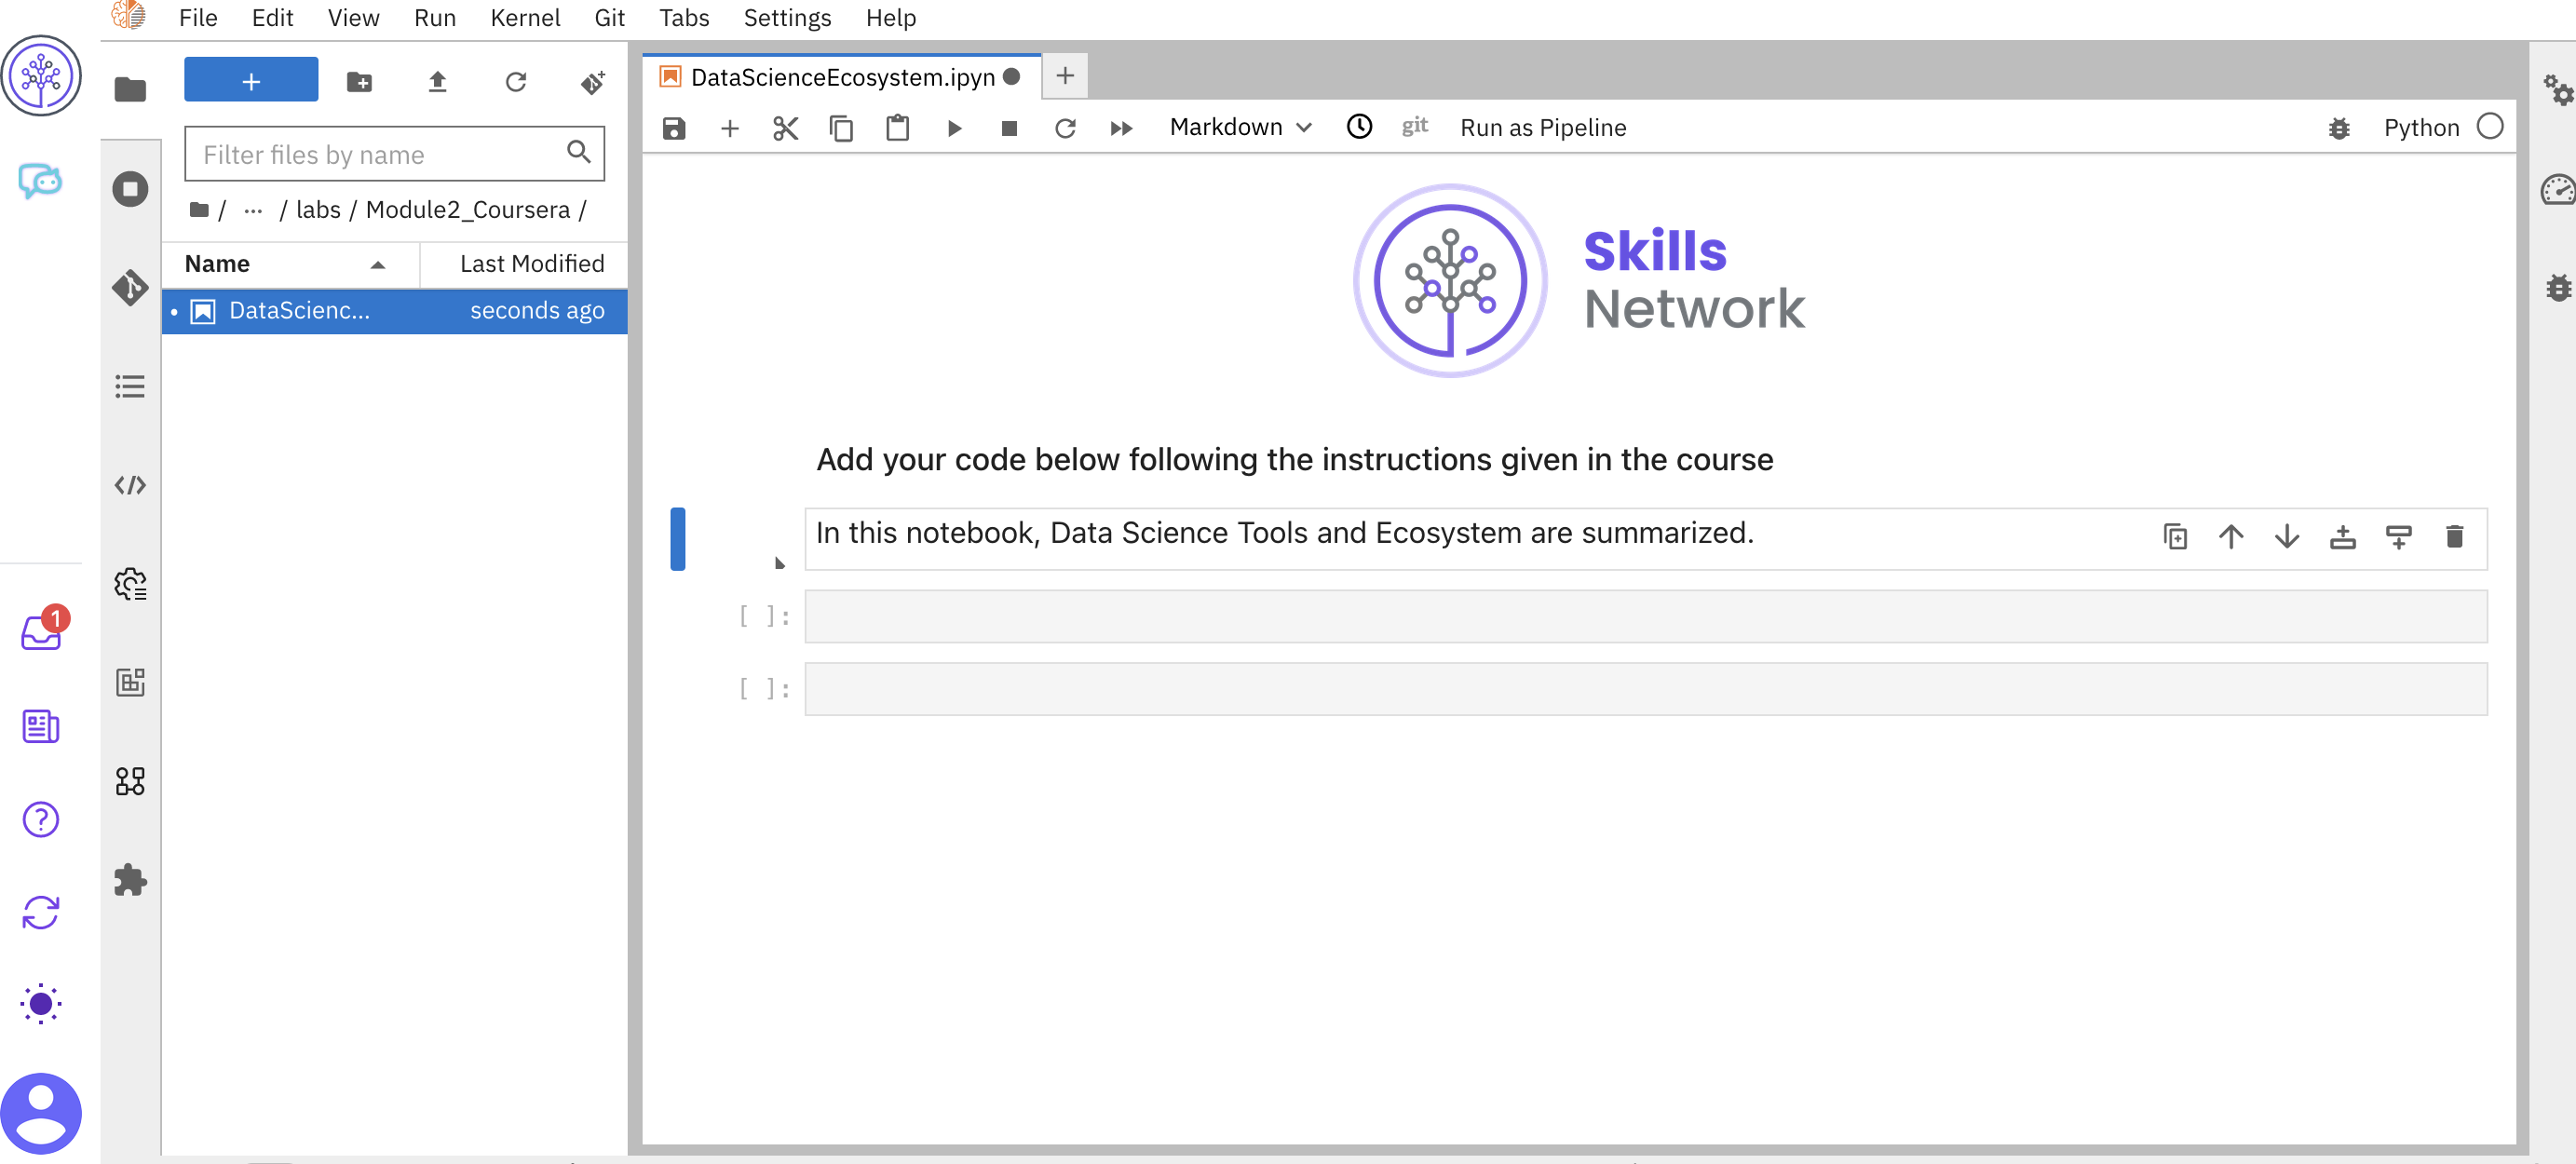 File Edit View Run Kernel Git Tabs Settings Help
+
Filter files by name
/ ... / labs / Module2_Coursera /
Name Last Modified
• DataScienc... seconds ago
DataScienceEcosystem.ipyn
Markdown git Run as Pipeline Python
Skills
Network
Add your code below following the instructions given in the course
In this notebook, Data Science Tools and Ecosystem are summarized.
[ ]:
[ ]:
1